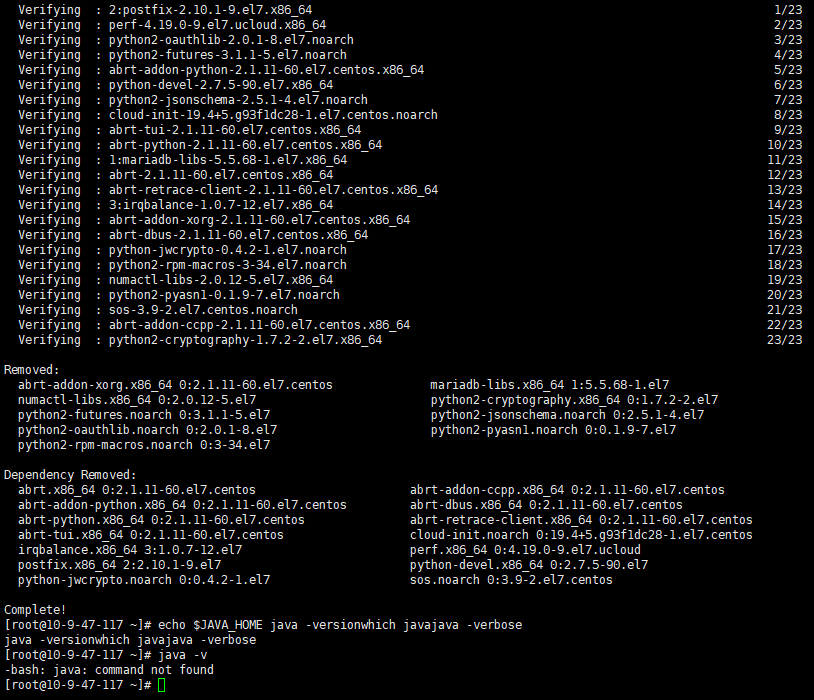 Verifying  : 2:postfix-2.10.1-9.el7.x86_64 1/23
Verifying  : perf-4.19.0-9.el7.ucloud.x86_64 2/23
Verifying  : python2-oauthlib-2.0.1-8.el7.noarch 3/23
Verifying  : python2-futures-3.1.1-5.el7.noarch 4/23
Verifying  : abrt-addon-python-2.1.11-60.el7.centos.x86_64 5/23
Verifying  : python-devel-2.7.5-90.el7.x86_64 6/23
Verifying  : python2-jsonschema-2.5.1-4.el7.noarch 7/23
Verifying  : cloud-init-19.4+5.g93f1dc28-1.el7.centos.noarch 8/23
Verifying  : abrt-tui-2.1.11-60.el7.centos.x86_64 9/23
Verifying  : abrt-python-2.1.11-60.el7.centos.x86_64 10/23
Verifying  : 1:mariadb-libs-5.5.68-1.el7.x86_64 11/23
Verifying  : abrt-2.1.11-60.el7.centos.x86_64 12/23
Verifying  : abrt-retrace-client-2.1.11-60.el7.centos.x86_64 13/23
Verifying  : 3:irqbalance-1.0.7-12.el7.x86_64 14/23
Verifying  : abrt-addon-xorg-2.1.11-60.el7.centos.x86_64 15/23
Verifying  : abrt-dbus-2.1.11-60.el7.centos.x86_64 16/23
Verifying  : python-jwcrypto-0.4.2-1.el7.noarch 17/23
Verifying  : python2-rpm-macros-3-34.el7.noarch 18/23
Verifying  : numactl-libs-2.0.12-5.el7.x86_64 19/23
Verifying  : python2-pyasn1-0.1.9-7.el7.noarch 20/23
Verifying  : sos-3.9-2.el7.centos.noarch 21/23
Verifying  : abrt-addon-ccpp-2.1.11-60.el7.centos.x86_64 22/23
Verifying  : python2-cryptography-1.7.2-2.el7.x86_64 23/23
Removed:
abrt-addon-xorg.x86_64 0:2.1.11-60.el7.centos mariadb-libs.x86_64 1:5.5.68-1.el7
numactl-libs.x86_64 0:2.0.12-5.el7 python2-cryptography.x86_64 0:1.7.2-2.el7
python2-futures.noarch 0:3.1.1-5.el7 python2-jsonschema.noarch 0:2.5.1-4.el7
python2-oauthlib.noarch 0:2.0.1-8.el7 python2-pyasn1.noarch 0:0.1.9-7.el7
python2-rpm-macros.noarch 0:3-34.el7
Dependency Removed:
abrt.x86_64 0:2.1.11-60.el7.centos abrt-addon-ccpp.x86_64 0:2.1.11-60.el7.centos
abrt-addon-python.x86_64 0:2.1.11-60.el7.centos abrt-dbus.x86_64 0:2.1.11-60.el7.centos
abrt-python.x86_64 0:2.1.11-60.el7.centos abrt-retrace-client.x86_64 0:2.1.11-60.el7.centos
abrt-tui.x86_64 0:2.1.11-60.el7.centos cloud-init.noarch 0:19.4+5.g93f1dc28-1.el7.centos
irqbalance.x86_64 3:1.0.7-12.el7 perf.x86_64 0:4.19.0-9.el7.ucloud
postfix.x86_64 2:2.10.1-9.el7 python-devel.x86_64 0:2.7.5-90.el7
python-jwcrypto.noarch 0:0.4.2-1.el7 sos.noarch 0:3.9-2.el7.centos
Complete!
[root@10-9-47-117 ~]# echo $JAVA_HOME java -versionwhich javajava -verbose
java -versionwhich javajava -verbose
[root@10-9-47-117 ~]# java -v
-bash: java: command not found
[root@10-9-47-117 ~]#